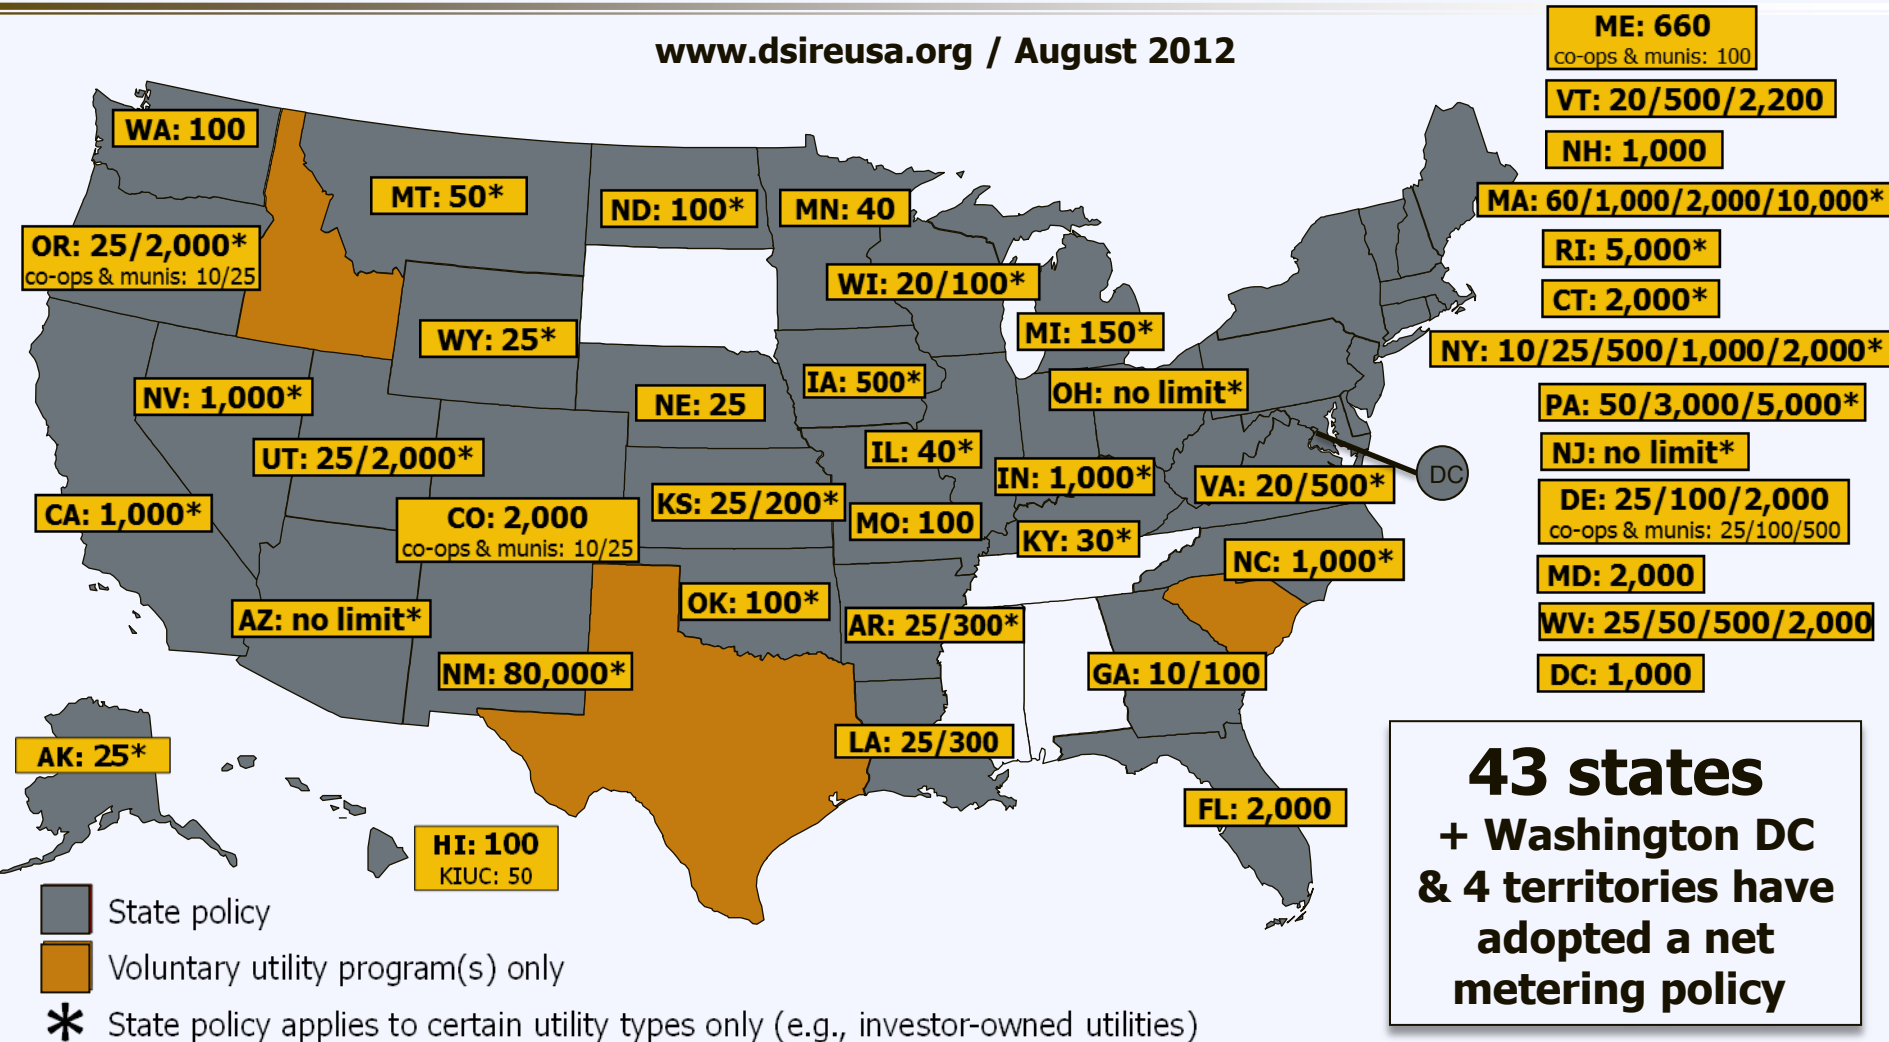 www.dsireusa.org / August 2012
WA: 100
OR: 25/2,000*
co-ops & munis: 10/25
MT: 50*
ND: 100*
MN: 40
WI: 20/100*
WY: 25*
MI: 150*
NV: 1,000*
NE: 25
IA: 500*
OH: no limit*
UT: 25/2,000*
IL: 40*
IN: 1,000*
VA: 20/500*
DC
CA: 1,000*
CO: 2,000
co-ops & munis: 10/25
KS: 25/200*
MO: 100
KY: 30*
NC: 1,000*
AZ: no limit*
OK: 100*
AR: 25/300*
NM: 80,000*
GA: 10/100
LA: 25/300
AK: 25*
HI: 100
KIUC: 50
FL: 2,000
ME: 660
co-ops & munis: 100
VT: 20/500/2,200
NH: 1,000
MA: 60/1,000/2,000/10,000*
RI: 5,000*
CT: 2,000*
NY: 10/25/500/1,000/2,000*
PA: 50/3,000/5,000*
NJ: no limit*
DE: 25/100/2,000
co-ops & munis: 25/100/500
MD: 2,000
WV: 25/50/500/2,000
DC: 1,000
43 states
+ Washington DC
& 4 territories have
adopted a net
metering policy
State policy
Voluntary utility program(s) only
* State policy applies to certain utility types only (e.g., investor-owned utilities)